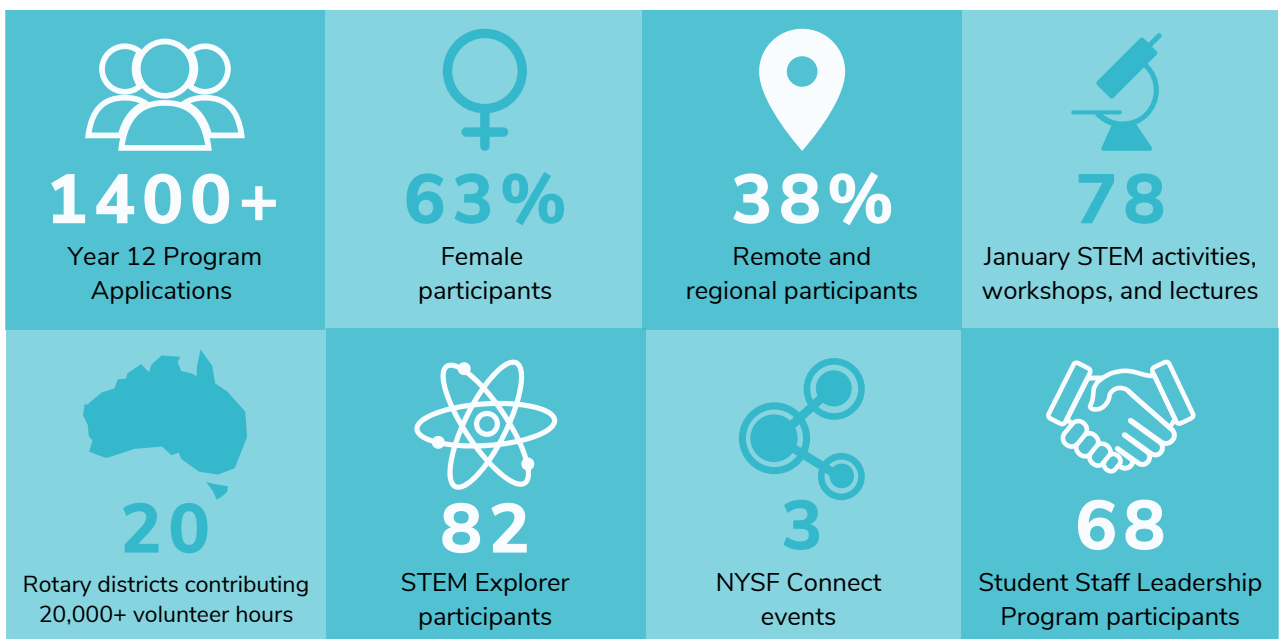 1400+
Year 12 Program
Applications
63%
Female
participants
38%
Remote and
regional participants
78
January STEM activities,
workshops, and lectures
20
Rotary districts contributing
20,000+ volunteer hours
82
STEM Explorer
participants
3
NYSF Connect
events
68
Student Staff Leadership
Program participants